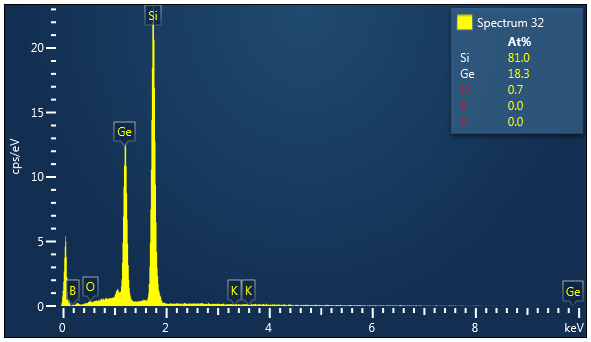 Spectrum 32
At%
Si 81.0
Ge 18.3
O 0.7
0.0
0.0
cps/eV
20
15
10
5
0
Si
Ge
B
O
K
K
Ge
0 2 4 6 8 keV